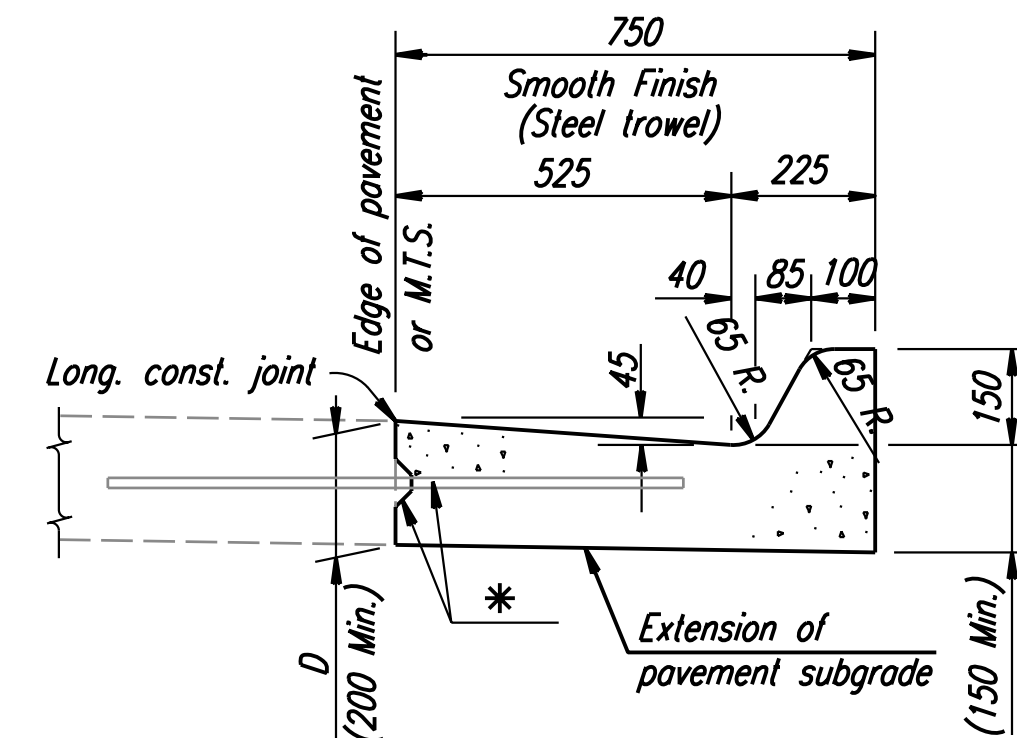 750
Smooth Finish
(Steel trowel)
525
225
Edge of pavement
or M.T.S.
40
85
100
65 R.
65 R.
45
150
Long. const. joint
D
(200 Min.)
(150 Min.)
Extension of
pavement subgrade